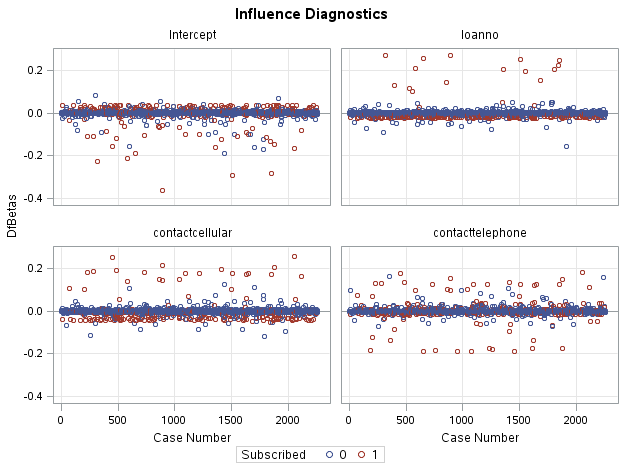 Influence Diagnostics
Intercept
loanno
0.2
0.0
-0.2
-0.4
contactcellular
contacttelephone
0.2
0.0
-0.2
-0.4
DfBetas
0 500 1000 1500 2000
0 500 1000 1500 2000
Case Number
Case Number
Subscribed 0 1